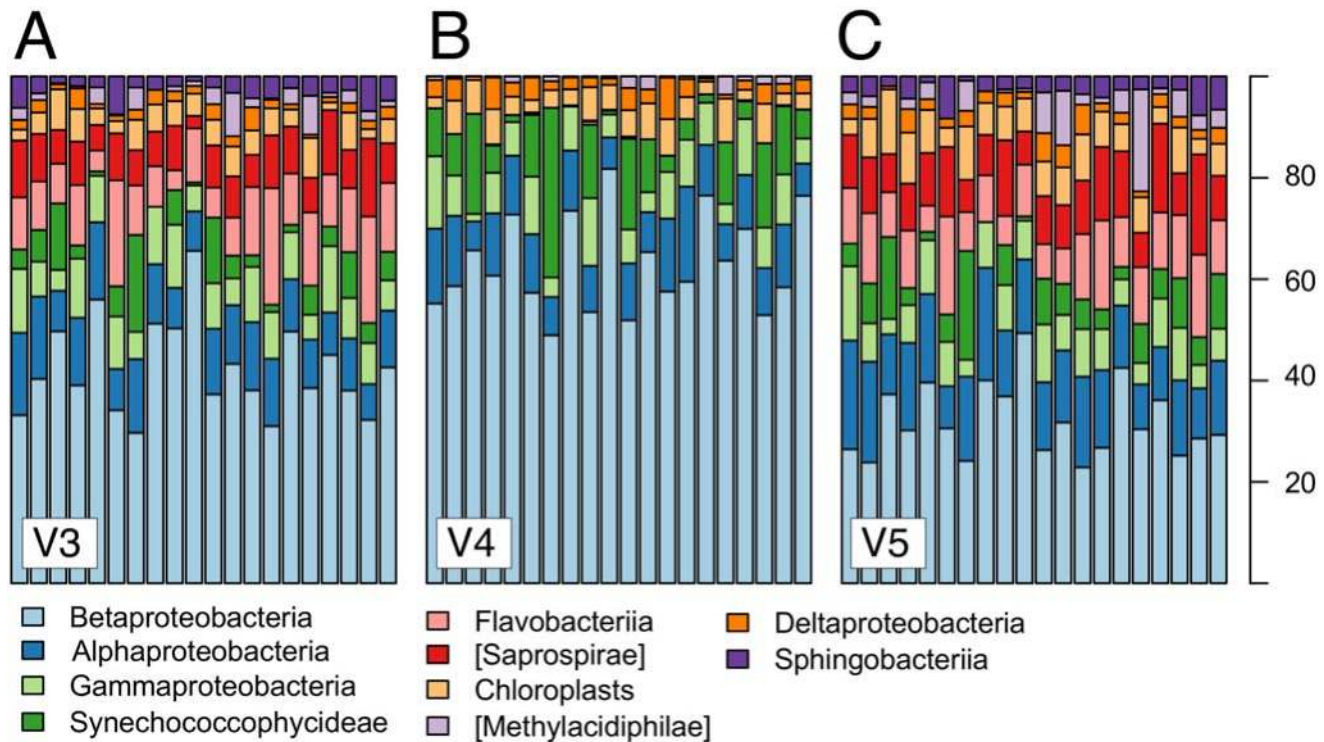 A B C
80
60
40
20
V3 V4 V5
Betaproteobacteria
Alphaproteobacteria
Gammaproteobacteria
Synechococcophycideae
Flavobacteriia
[Saprospirae]
Chloroplasts
[Methylacidiphilae]
Deltaproteobacteria
Sphingobacteriia